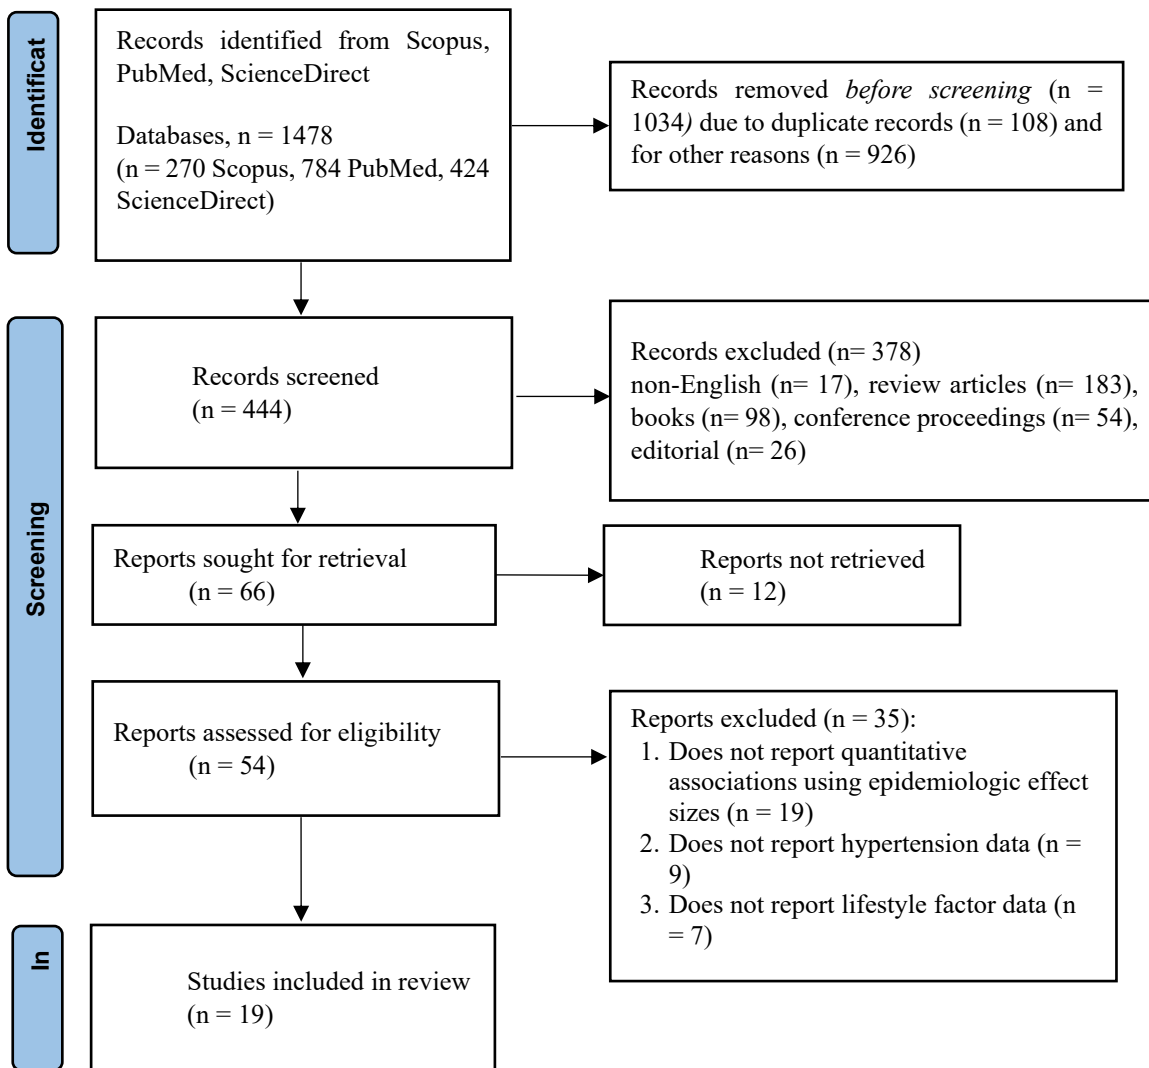 Identificat
Records identified from Scopus,
PubMed, ScienceDirect
Databases, n = 1478
(n = 270 Scopus, 784 PubMed, 424
ScienceDirect)
Records removed before screening (n =
1034) due to duplicate records (n = 108) and
for other reasons (n = 926)
Screening
Records screened
(n = 444)
Records excluded (n= 378)
non-English (n= 17), review articles (n= 183),
books (n= 98), conference proceedings (n= 54),
editorial (n= 26)
Reports sought for retrieval
(n = 66)
Reports not retrieved
(n = 12)
Reports assessed for eligibility
(n = 54)
Reports excluded (n = 35):
1. Does not report quantitative
associations using epidemiologic effect
sizes (n = 19)
2. Does not report hypertension data (n =
9)
3. Does not report lifestyle factor data (n
= 7)
In
Studies included in review
(n = 19)